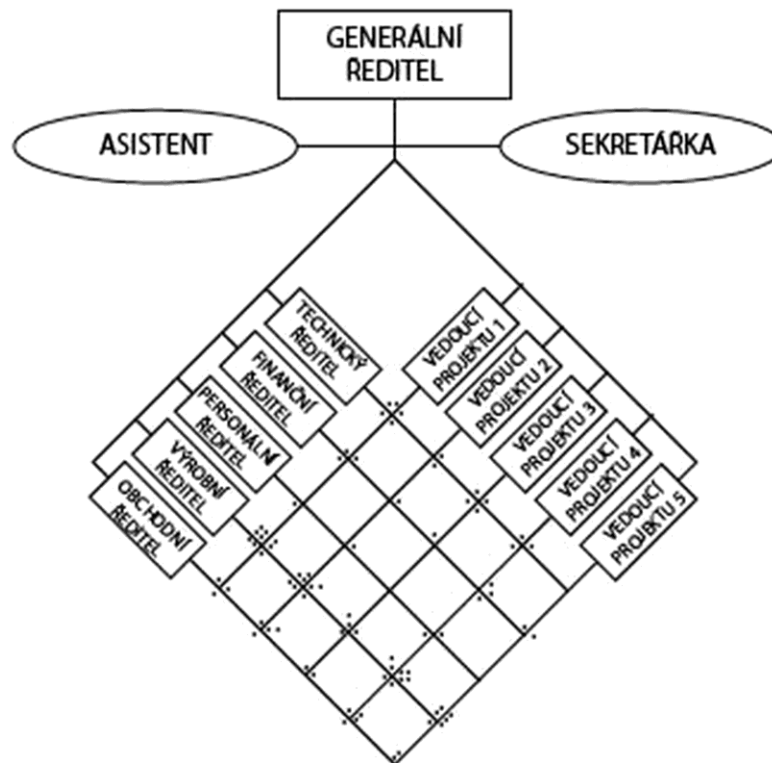 GENERÁLNÍ
ŘEDITEL
ASISTENT
SEKRETÁŘKA
TECHNICKÝ
ŘEDITEL
FINANČNÍ
ŘEDITEL
PERSONÁLNÍ
ŘEDITEL
VÝROBNÍ
ŘEDITEL
OBCHODNÍ
ŘEDITEL
VEDOUCÍ
PROJEKTU 1
VEDOUCÍ
PROJEKTU 2
VEDOUCÍ
PROJEKTU 3
VEDOUCÍ
PROJEKTU 4
VEDOUCÍ
PROJEKTU 5